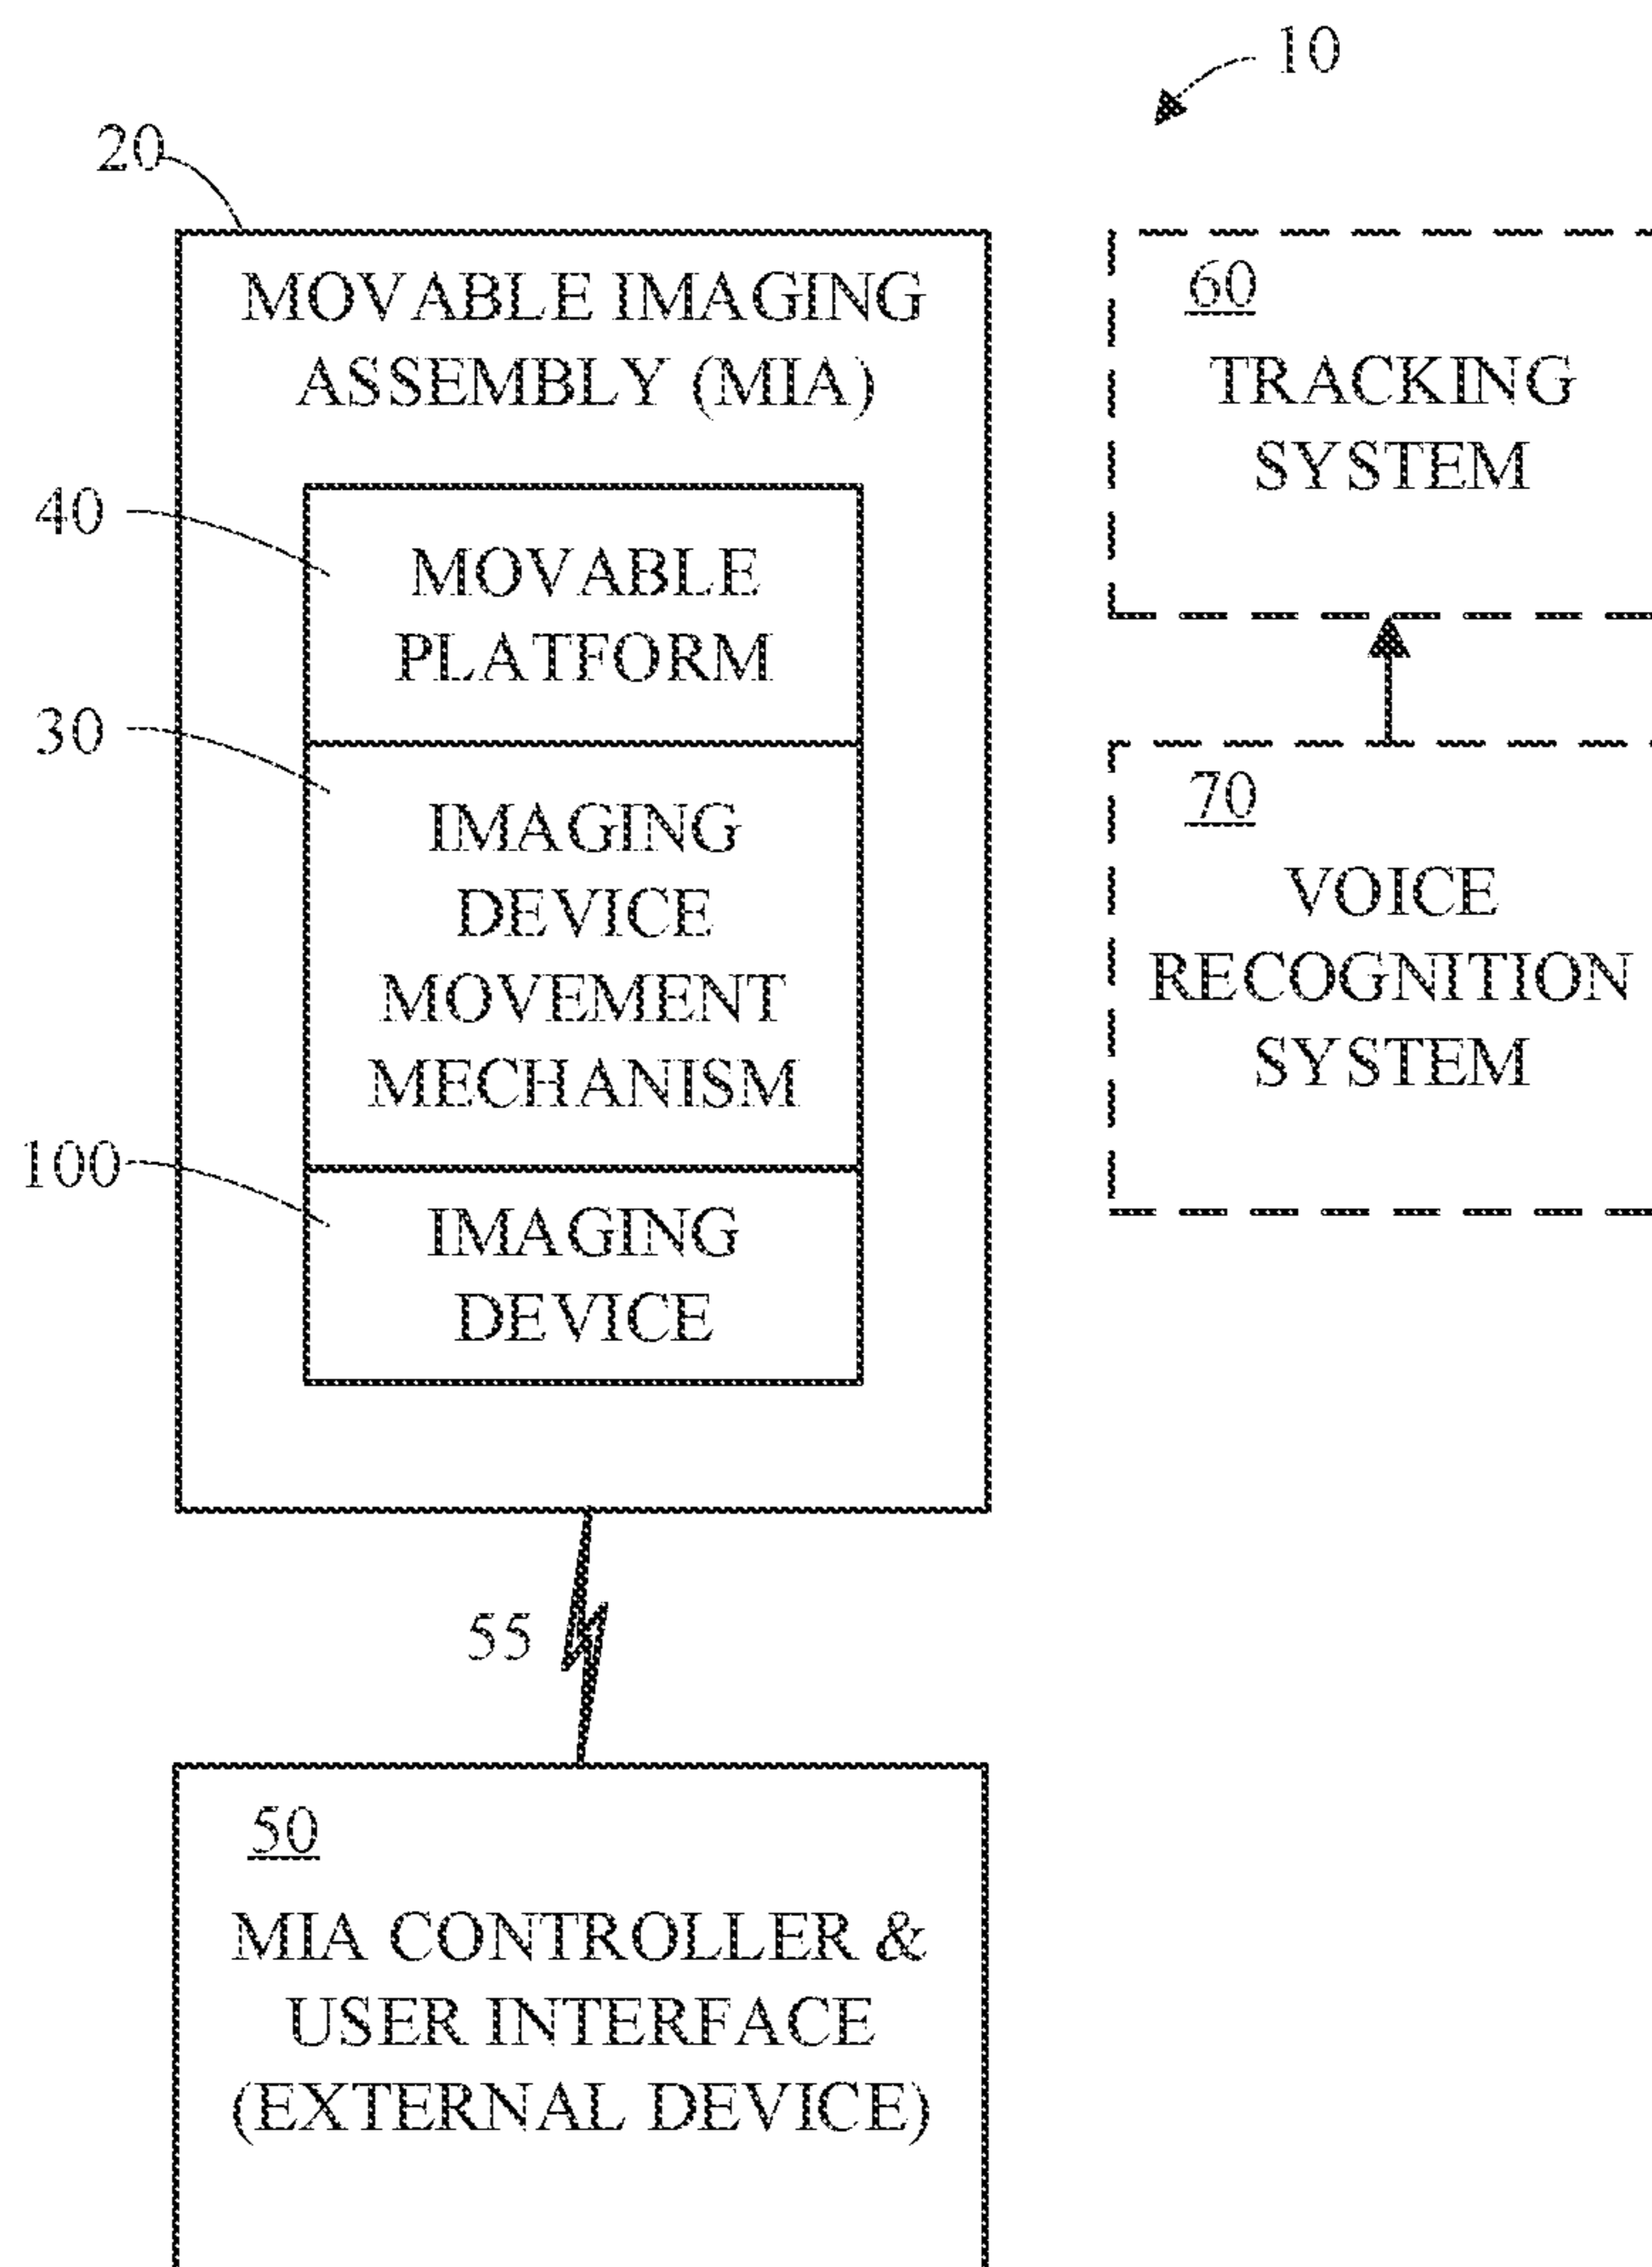 10
20
MOVABLE IMAGING
ASSEMBLY (MIA)
40
MOVABLE
PLATFORM
30
IMAGING
DEVICE
MOVEMENT
MECHANISM
100
IMAGING
DEVICE
60
TRACKING
SYSTEM
70
VOICE
RECOGNITION
SYSTEM
55
50
MIA CONTROLLER &
USER INTERFACE
(EXTERNAL DEVICE)